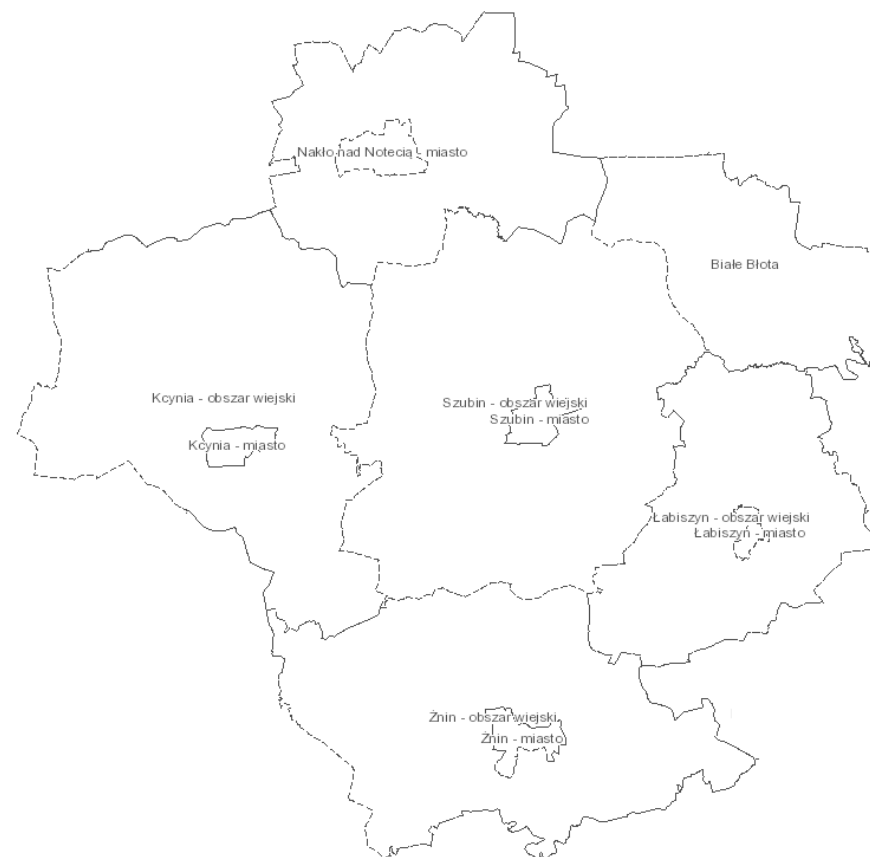 Nakło nad Notecią - miasto
Białe Błota
Kcynia - obszar wiejski
Szubin - obszar wiejski
Szubin - miasto
Kcynia - miasto
Łabiszyn - obszar wiejski
Łabiszyn - miasto
Żnin - obszar wiejski
Żnin - miasto